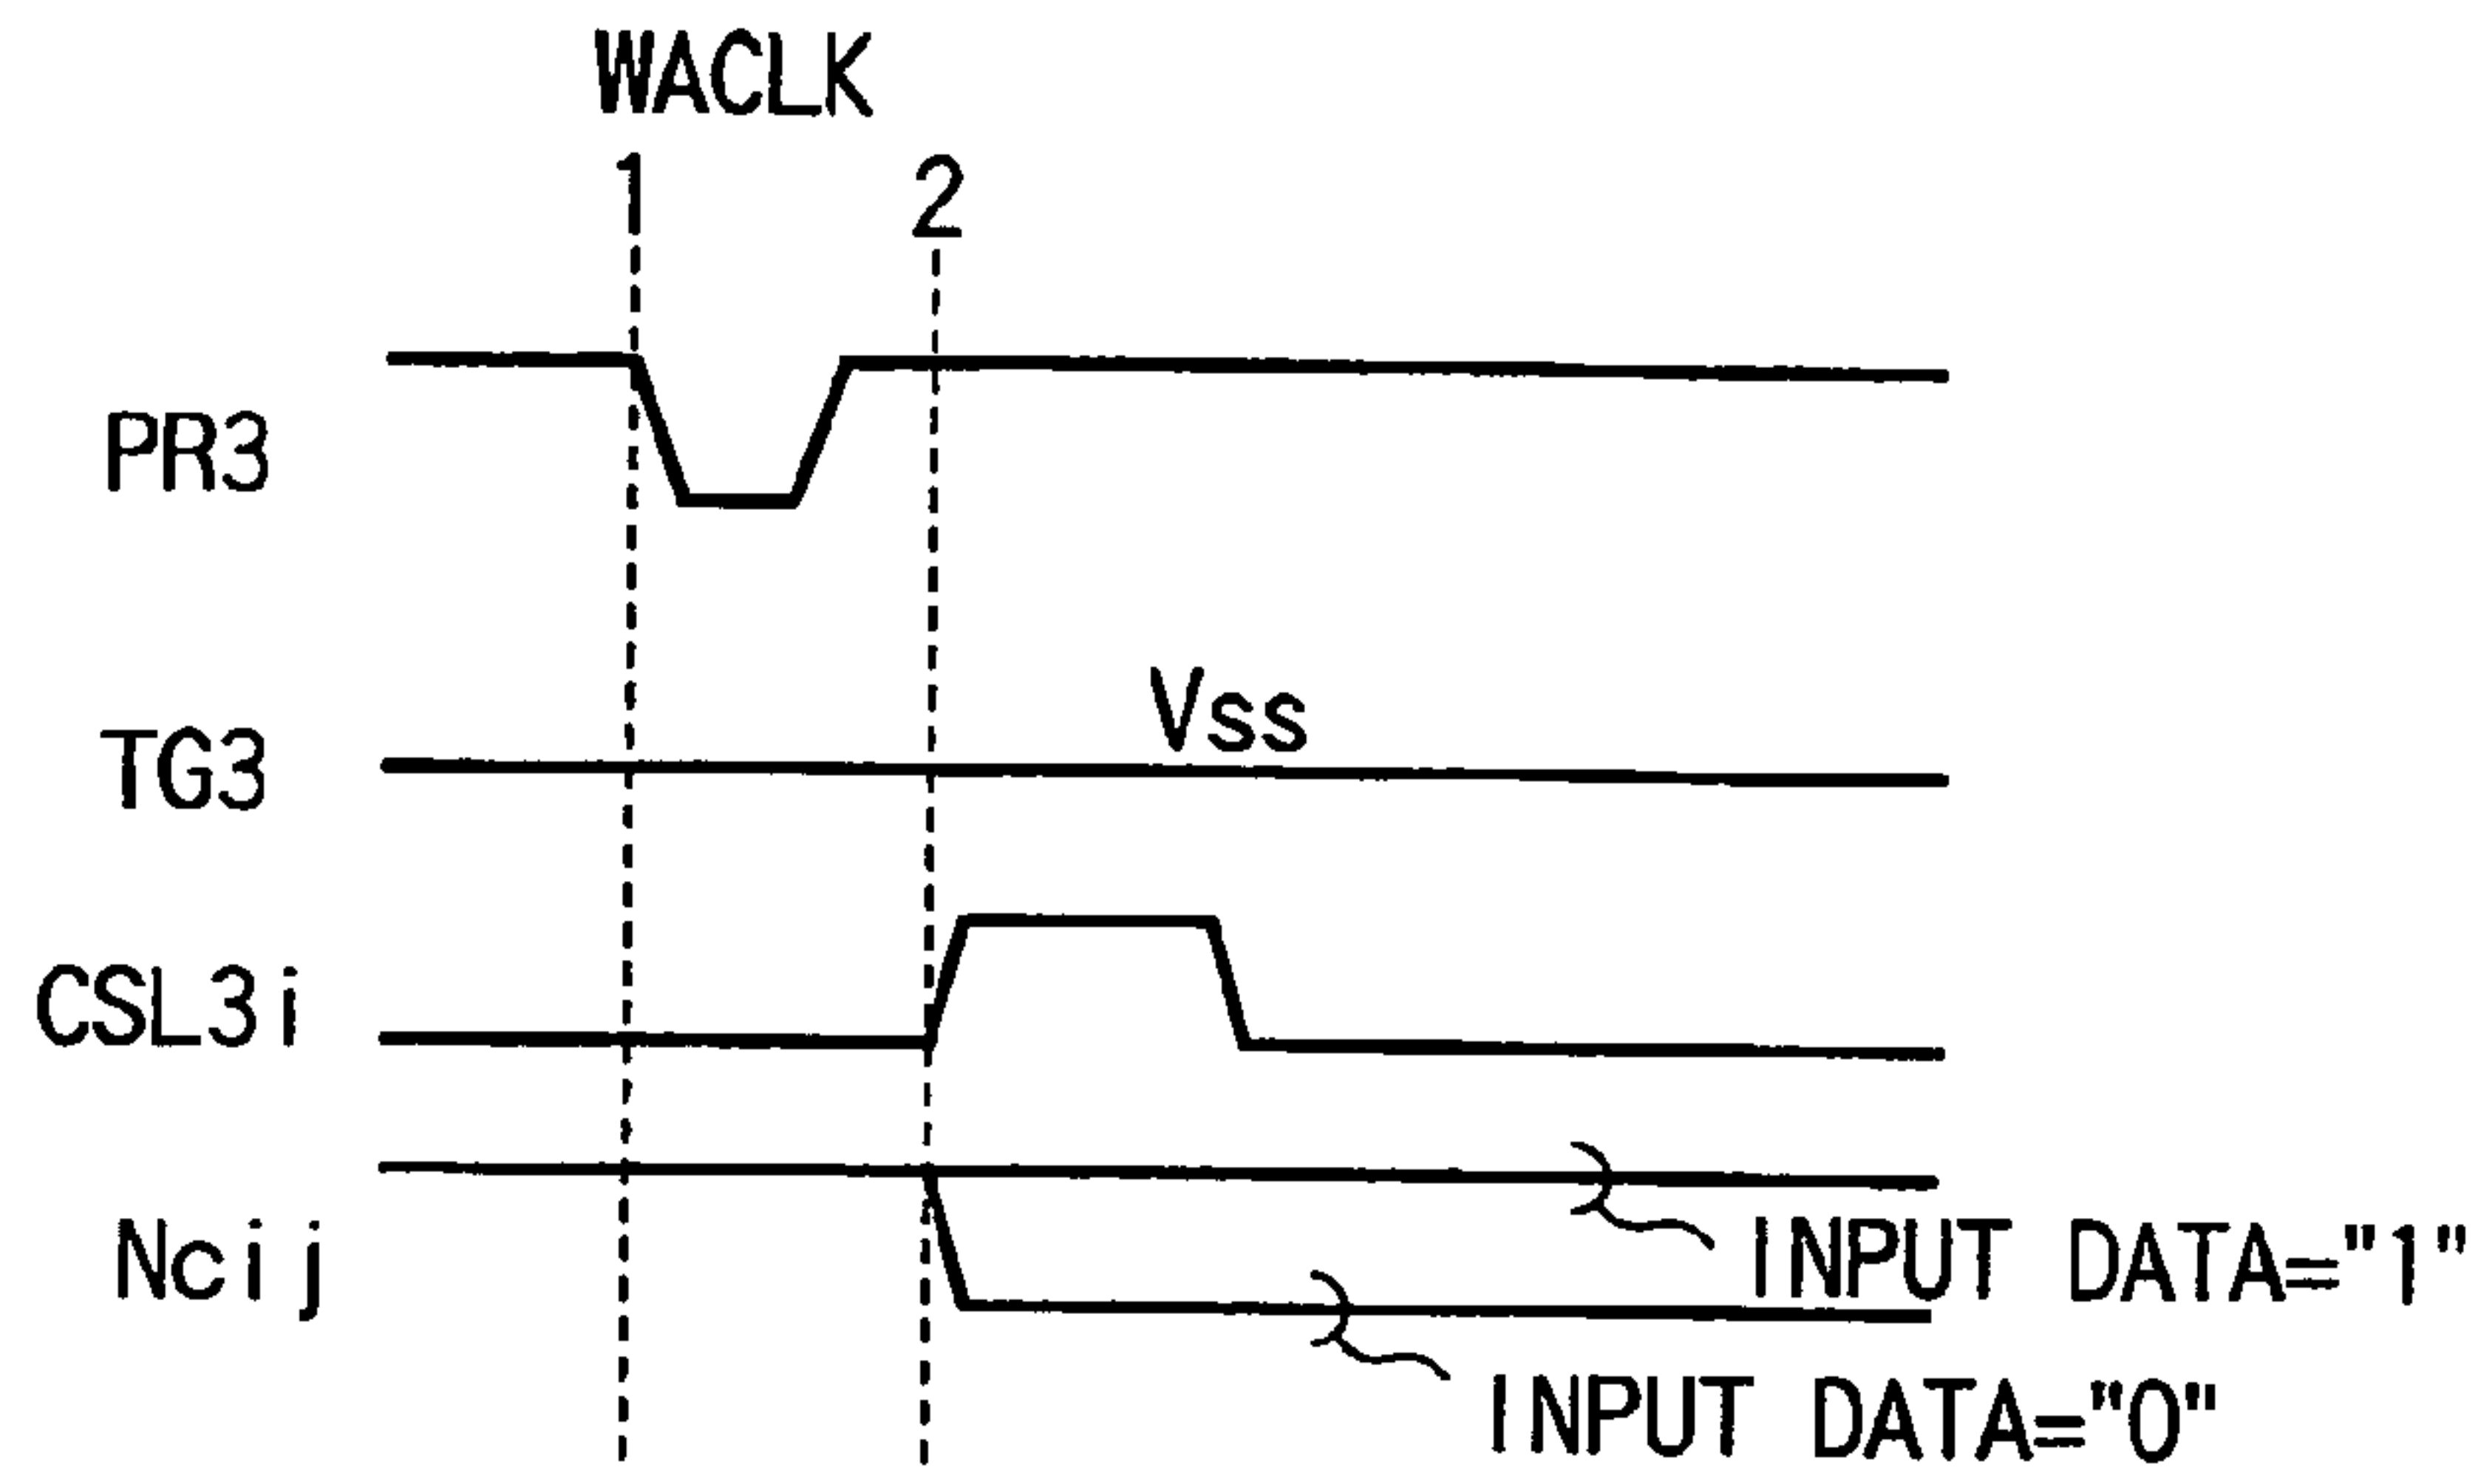 WACLK
1 2
PR3
Vss
TG3
CSL3i
Ncij
INPUT DATA="1"
INPUT DATA="0"